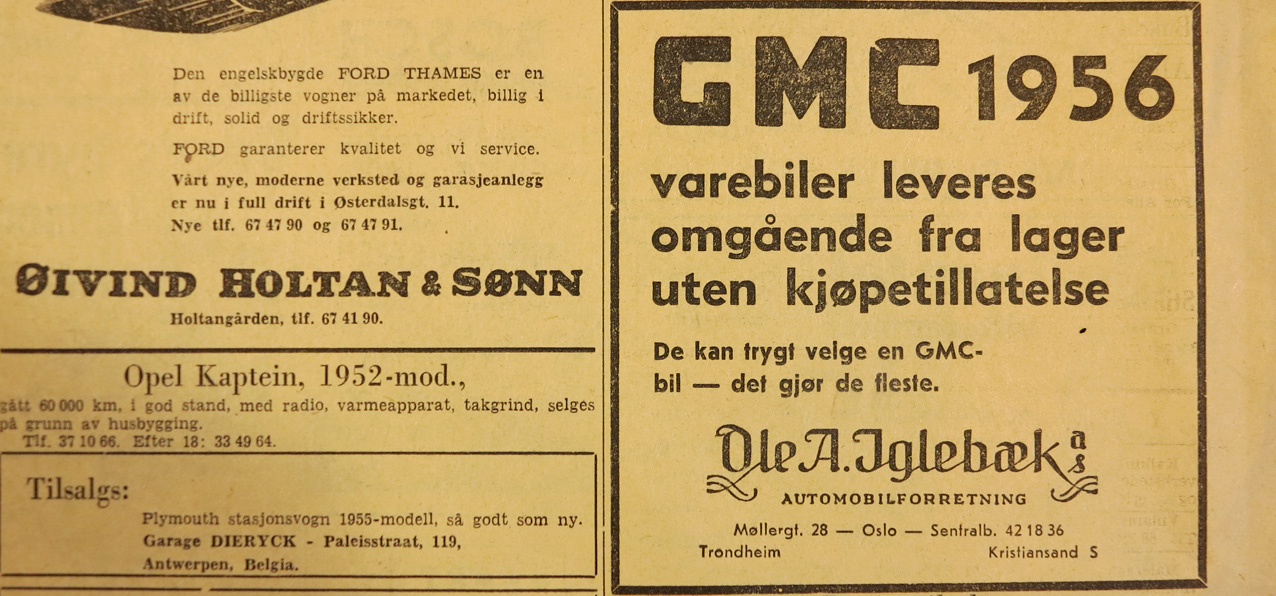 Den engelskbygde FORD THAMES er en
av de billigste vogner på markedet, billig i
drift, solid og driftssikker.
FORD garanterer kvalitet og vi service.
Vårt nye, moderne verksted og garasjeanlegg
er nu i full drift i Østerdalsgt. 11.
Nye tlf. 67 47 90 og 67 47 91.
ØIVIND HOLTAN & SØNN
Holtangården, tlf. 67 41 90.
Opel Kaptein, 1952-mod.,
gått 60 000 km, i god stand, med radio, varmeapparat, takgrind, selges
på grunn av husbygging.
Tlf. 37 10 66. Efter 18: 33 49 64.
Tilsalgs:
Plymouth stasjonsvogn 1955-modell, så godt som ny.
Garage DIERYCK - Paleisstraat, 119,
Antwerpen, Belgia.
GMC 1956
varebiler leveres
omgående fra lager
uten kjøpetillatelse
De kan trygt velge en GMC-
bil — det gjør de fleste.
Ole A. Iglebæk as
AUTOMOBILFORRETNING
Møllergt. 28 — Oslo — Sentralb. 42 18 36
Trondheim Kristiansand S